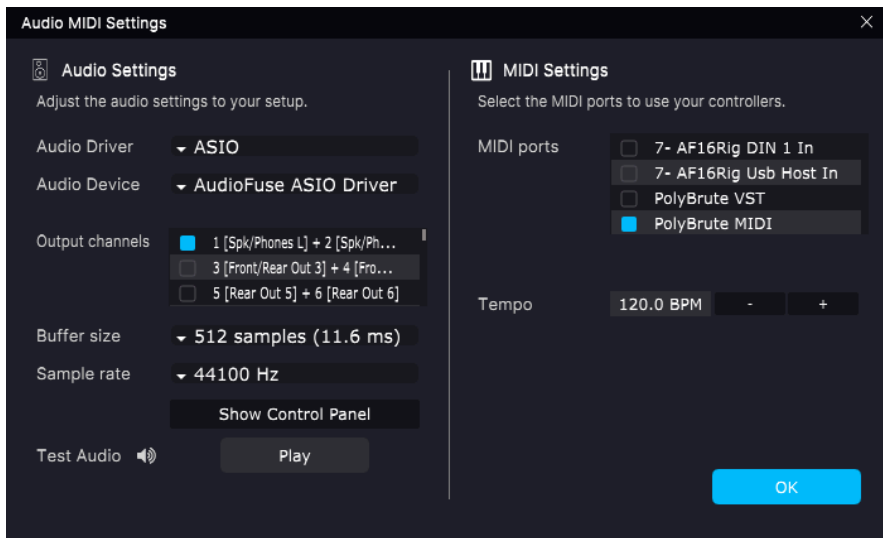 Audio MIDI Settings
Audio Settings
Adjust the audio settings to your setup.
Audio Driver
ASIO
Audio Device
AudioFuse ASIO Driver
Output channels
1 [Spk/Phones L] + 2 [Spk/Ph...
3 [Front/Rear Out 3] + 4 [Fro...
5 [Rear Out 5] + 6 [Rear Out 6]
Buffer size
512 samples (11.6 ms)
Sample rate
44100 Hz
Show Control Panel
Test Audio
Play
MIDI Settings
Select the MIDI ports to use your controllers.
MIDI ports
7- AF16Rig DIN 1 In
7- AF16Rig Usb Host In
PolyBrute VST
PolyBrute MIDI
Tempo
120.0 BPM - +
OK